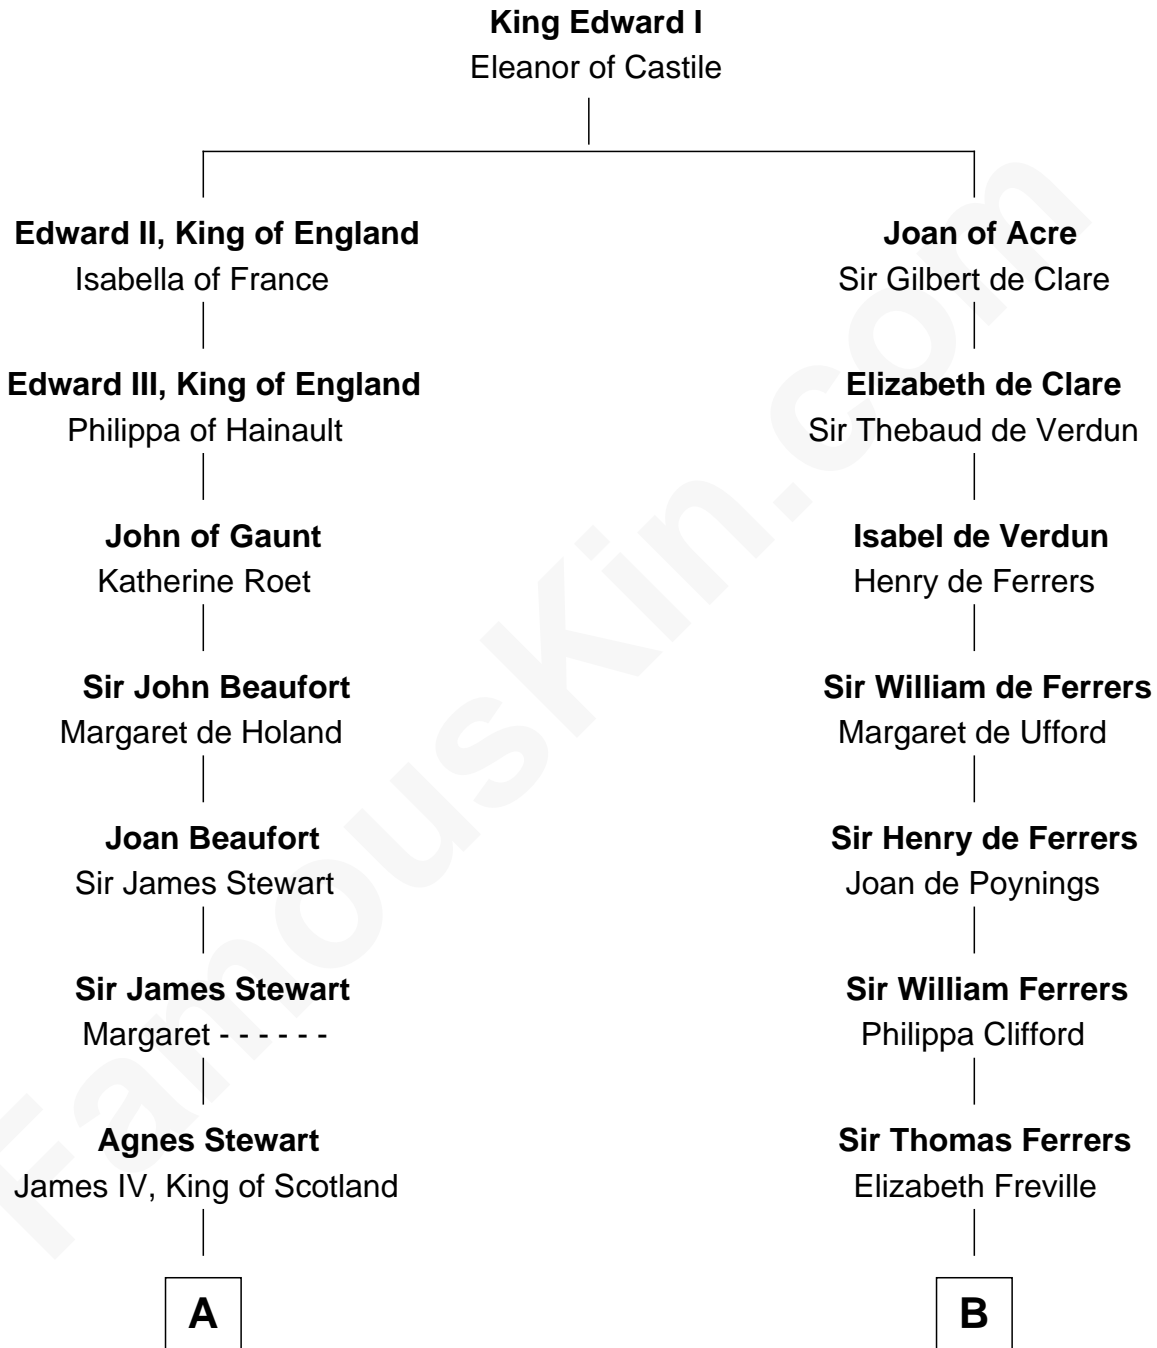 King Edward I
Eleanor of Castile
Edward II, King of England
Isabella of France
Edward III, King of England
Philippa of Hainault
John of Gaunt
Katherine Roet
Sir John Beaufort
Margaret de Holand
Joan Beaufort
Sir James Stewart
Sir James Stewart
Margaret - - - - - -
Agnes Stewart
James IV, King of Scotland
A
Joan of Acre
Sir Gilbert de Clare
Elizabeth de Clare
Sir Thebaud de Verdun
Isabel de Verdun
Henry de Ferrers
Sir William de Ferrers
Margaret de Ufford
Sir Henry de Ferrers
Joan de Poynings
Sir William Ferrers
Philippa Clifford
Sir Thomas Ferrers
Elizabeth Freville
B
FamousKin.com